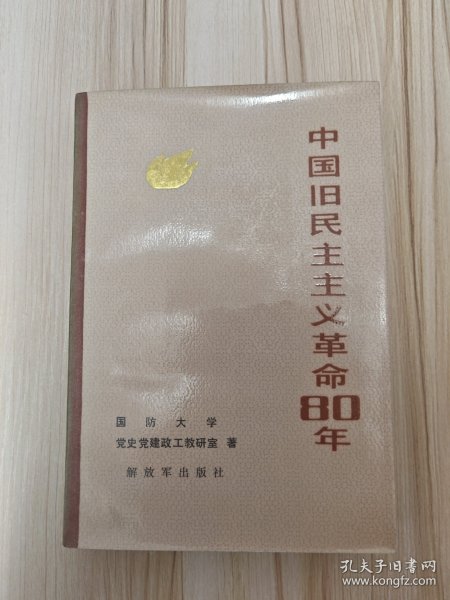 中国旧民主主义革命80年
国防大学
党史党建政工教研室 著
解放军出版社
孔夫子旧书网
www.kongfz.com